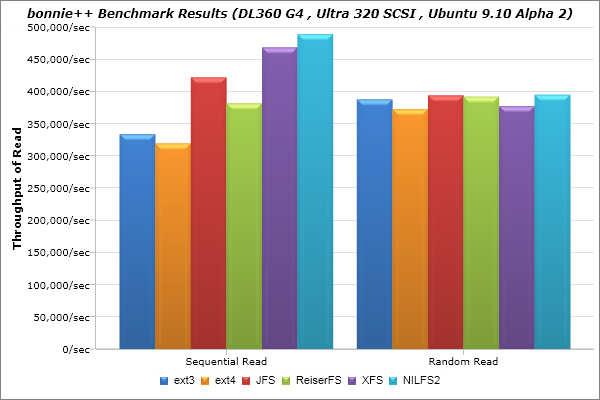 bonnie++ Benchmark Results (DL360 G4 , Ultra 320 SCSI , Ubuntu 9.10 Alpha 2)
Throughput of Read
500,000/sec
450,000/sec
400,000/sec
350,000/sec
300,000/sec
250,000/sec
200,000/sec
150,000/sec
100,000/sec
50,000/sec
0/sec
Sequential Read Random Read
ext3 ext4 JFS ReiserFS XFS NILFS2